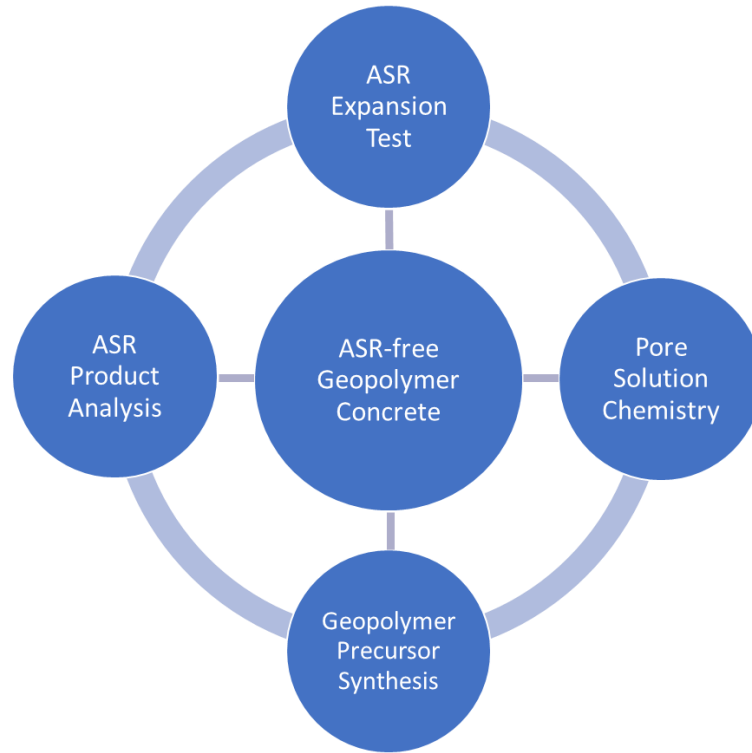 ASR
Expansion
Test
ASR
Product
Analysis
ASR-free
Geopolymer
Concrete
Pore
Solution
Chemistry
Geopolymer
Precursor
Synthesis